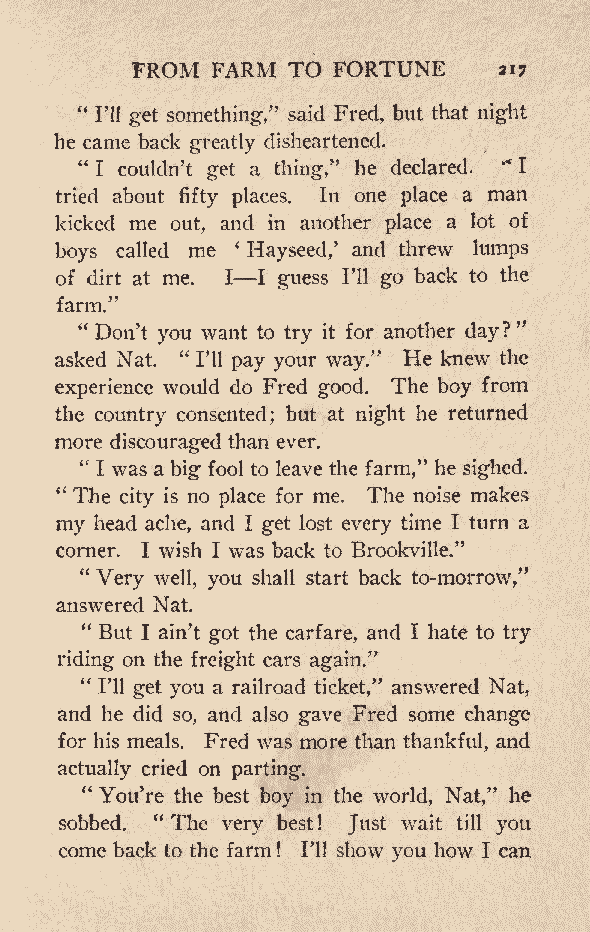 FROM FARM TO FORTUNE 217
“ I’ll get something,” said Fred, but that night
he came back greatly disheartened.
“ I couldn’t get a thing,” he declared. “ I
tried about fifty places. In one place a man
kicked me out, and in another place a lot of
boys called me ‘ Hayseed,’ and threw lumps
of dirt at me. I—I guess I’ll go back to the
farm.”
“ Don’t you want to try it for another day? ”
asked Nat. “ I’ll pay your way.” He knew the
experience would do Fred good. The boy from
the country consented; but at night he returned
more discouraged than ever.
“ I was a big fool to leave the farm,” he sighed.
“ The city is no place for me. The noise makes
my head ache, and I get lost every time I turn a
corner. I wish I was back to Brookville.”
“ Very well, you shall start back to-morrow,”
answered Nat.
“ But I ain’t got the carfare, and I hate to try
riding on the freight cars again.”
“ I’ll get you a railroad ticket,” answered Nat,
and he did so, and also gave Fred some change
for his meals. Fred was more than thankful, and
actually cried on parting.
“ You’re the best boy in the world, Nat,” he
sobbed. “ The very best! Just wait till you
come back to the farm! I’ll show you how I can